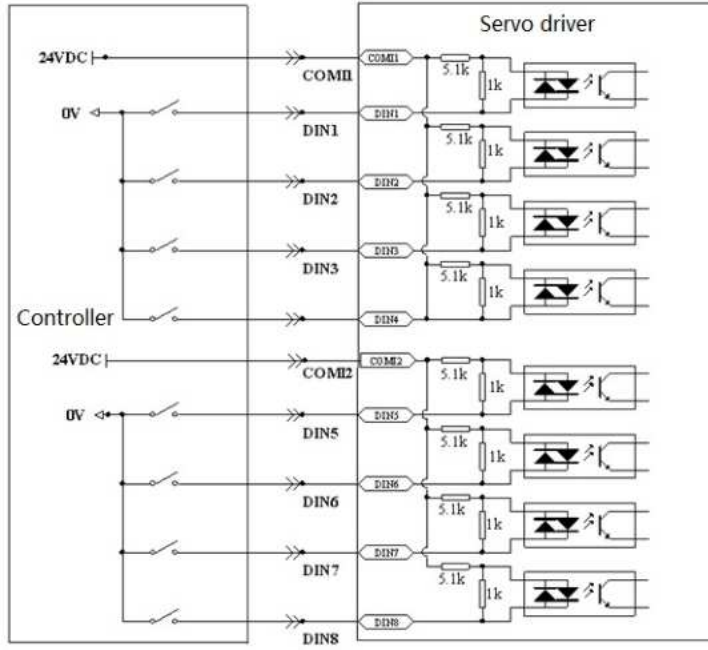 Servo driver
24VDC
COMI1
COMI1
5.1k
1k
0V
DIN1
DIN1
5.1k
1k
DIN2
DIN2
5.1k
1k
DIN3
DIN3
5.1k
1k
Controller
DIN4
24VDC
COMI2
COMI2
5.1k
1k
0V
DIN5
DIN5
5.1k
1k
DIN6
DIN6
5.1k
1k
DIN7
DIN7
5.1k
1k
DIN8
DIN8